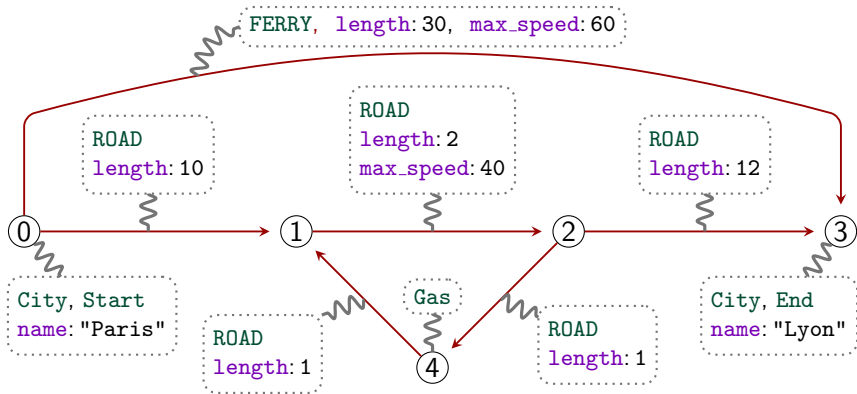 FERRY, length: 30, max_speed: 60
ROAD
length: 10
ROAD
length: 2
max_speed: 40
ROAD
length: 12
0
1
2
3
City, Start
name: "Paris"
ROAD
length: 1
Gas
4
ROAD
length: 1
City, End
name: "Lyon"